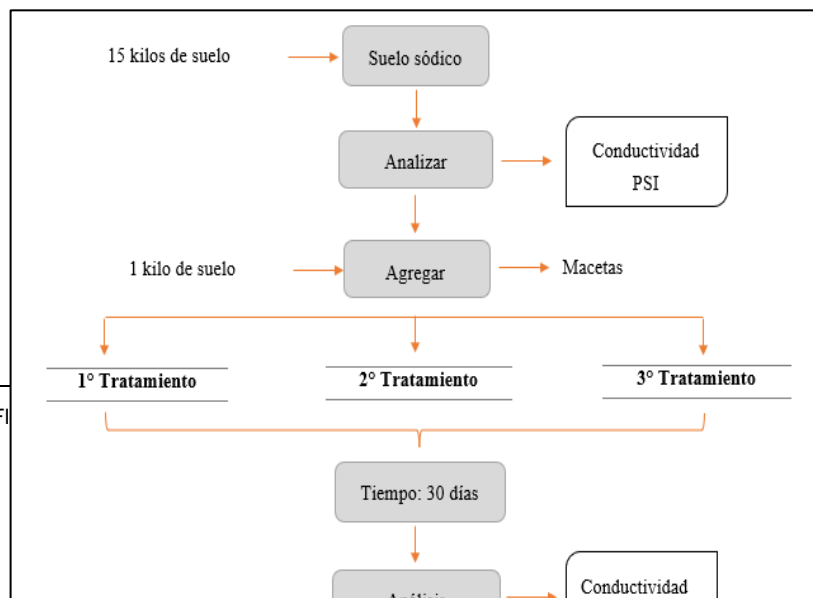 15 kilos de suelo
Suelo sódico
Analizar
Conductividad
PSI
1 kilo de suelo
Agregar
Macetas
1° Tratamiento
2° Tratamiento
3° Tratamiento
Tiempo: 30 días
Conductividad